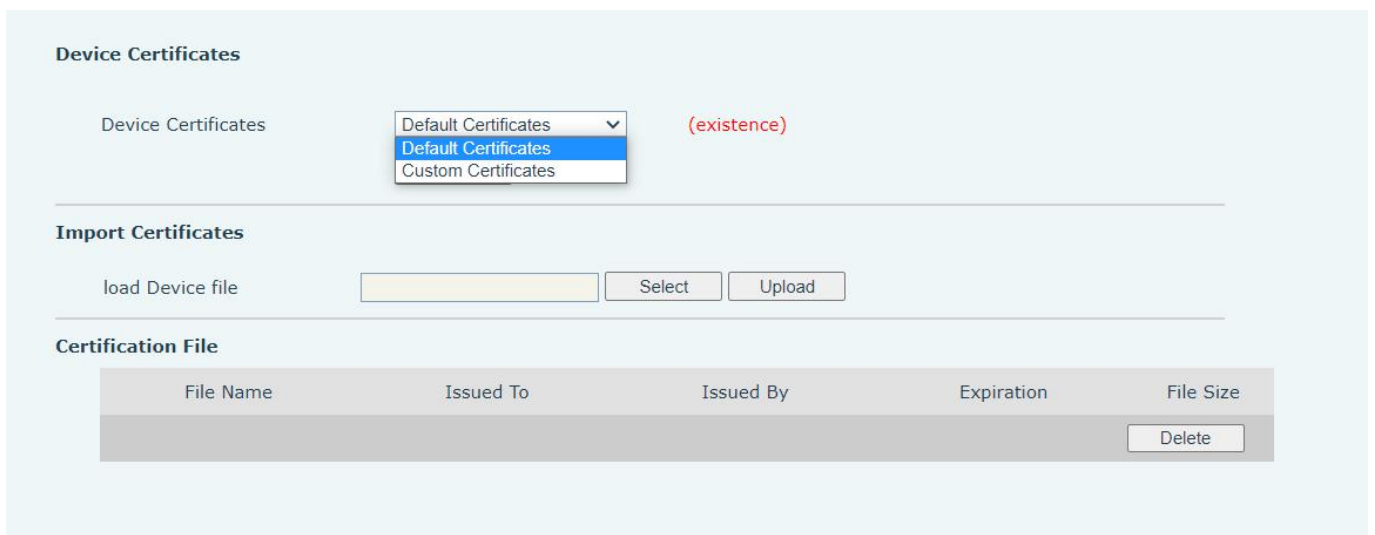 Device Certificates
Device Certificates Default Certificates (existence)
Default Certificates
Custom Certificates
Import Certificates
load Device file Select Upload
Certification File
File Name Issued To Issued By Expiration File Size
Delete